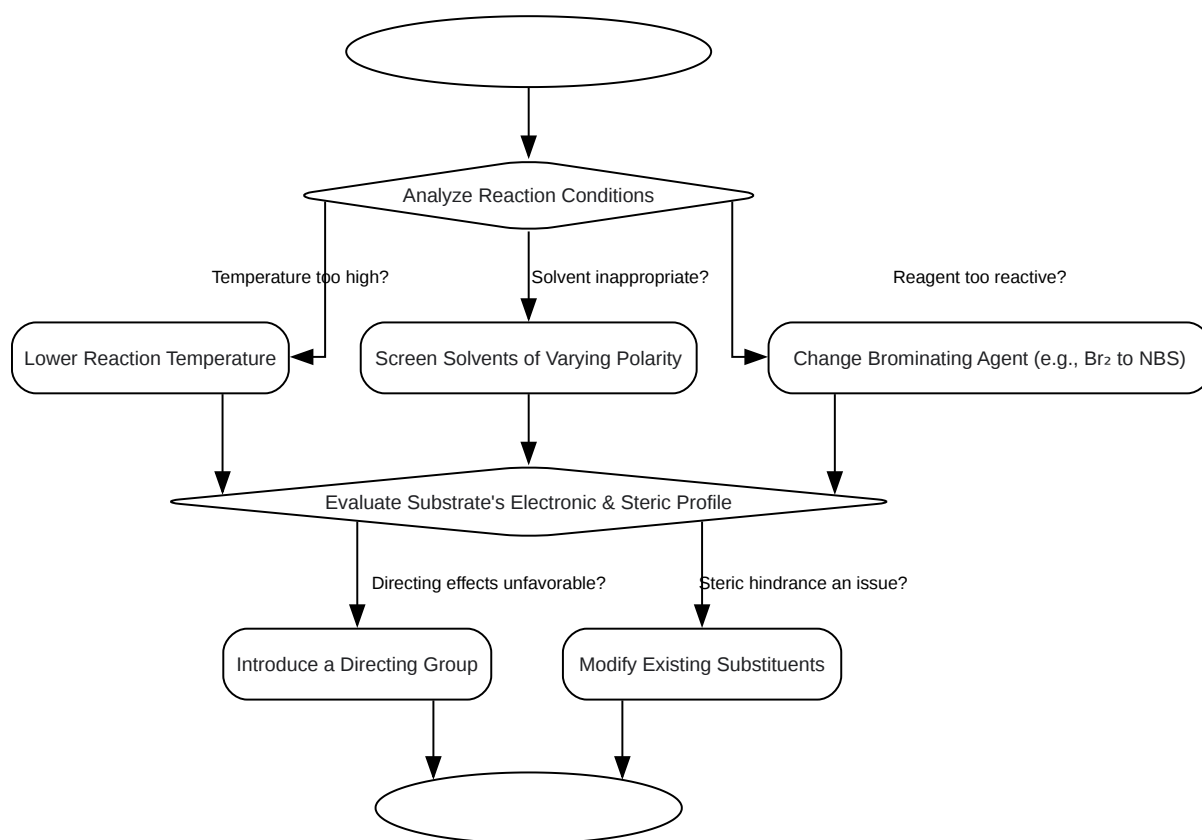 Analyze Reaction Conditions
Temperature too high?
Solvent inappropriate?
Reagent too reactive?
Lower Reaction Temperature
Screen Solvents of Varying Polarity
Change Brominating Agent (e.g., Br₂ to NBS)
Evaluate Substrate's Electronic & Steric Profile
Directing effects unfavorable?
Steric hindrance an issue?
Introduce a Directing Group
Modify Existing Substituents